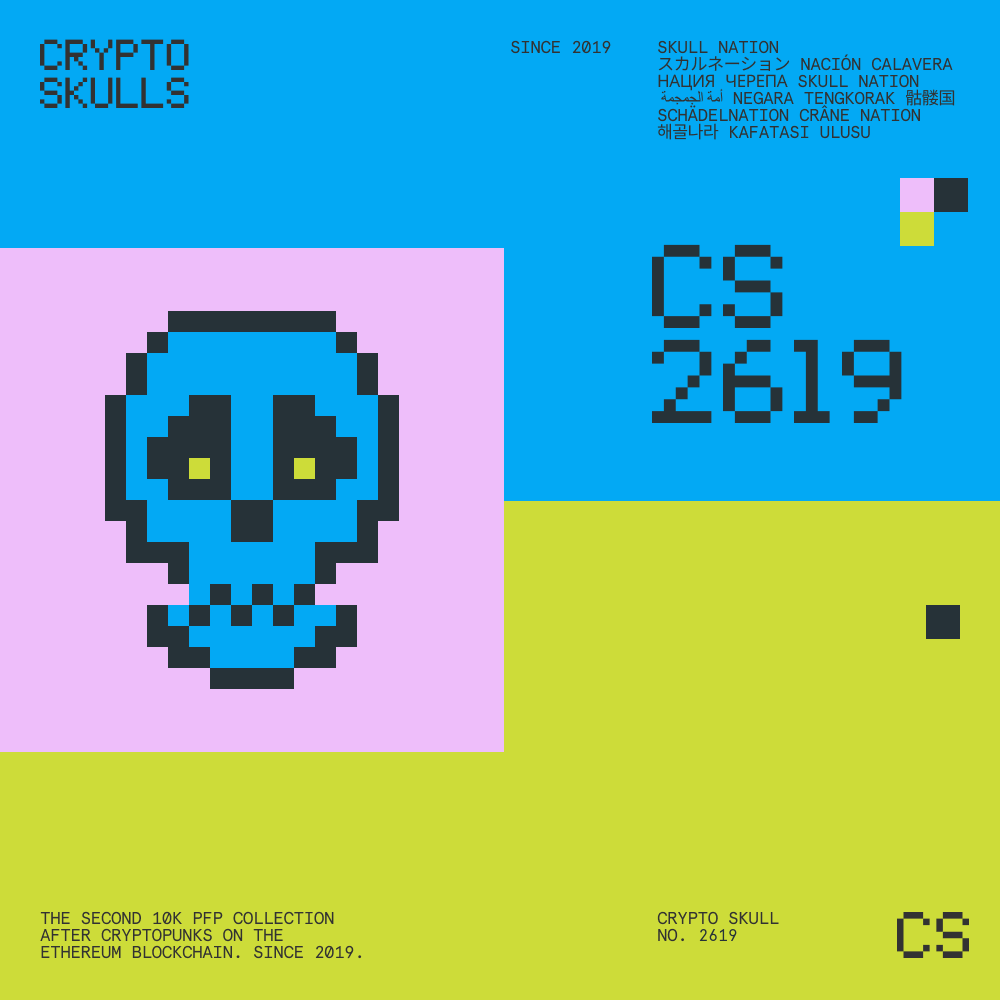 CRYPTO
SKULLS
SINCE 2019
SKULL NATION
スカルネーション NACIÓN CALAVERA
НАЦИЯ ЧЕРЕПА SKULL NATION
أمة الجمجمة NEGARA TENGKORAK 骷髅国
SCHÄDELNATION CRÂNE NATION
해골나라 KAFATASI ULUSU
CS
2619
THE SECOND 10K PFP COLLECTION
AFTER CRYPTOPUNKS ON THE
ETHEREUM BLOCKCHAIN. SINCE 2019.
CRYPTO SKULL
NO. 2619
CS